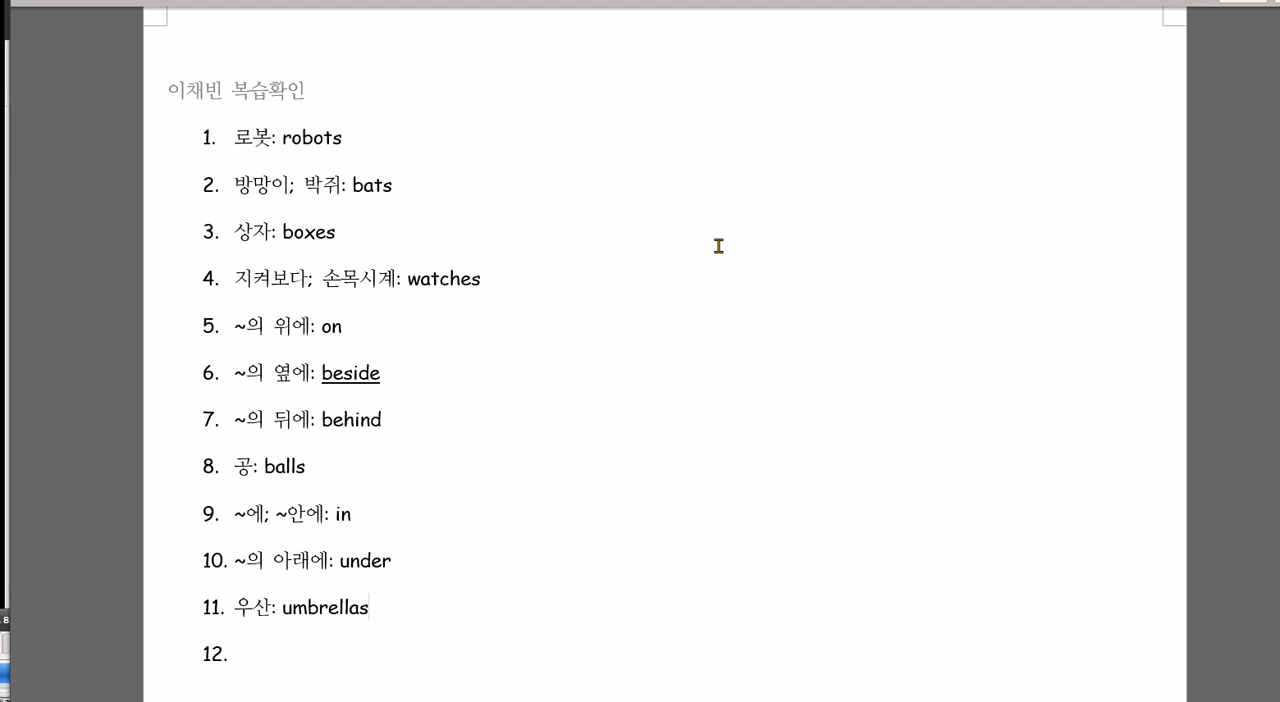 이채빈 복습확인
1. 로봇: robots
2. 방망이; 박쥐: bats
3. 상자: boxes
4. 지켜보다; 손목시계: watches
5. ~의 위에: on
6. ~의 옆에: beside
7. ~의 뒤에: behind
8. 공: balls
9. ~에; ~안에: in
10. ~의 아래에: under
11. 우산: umbrellas
12.
8